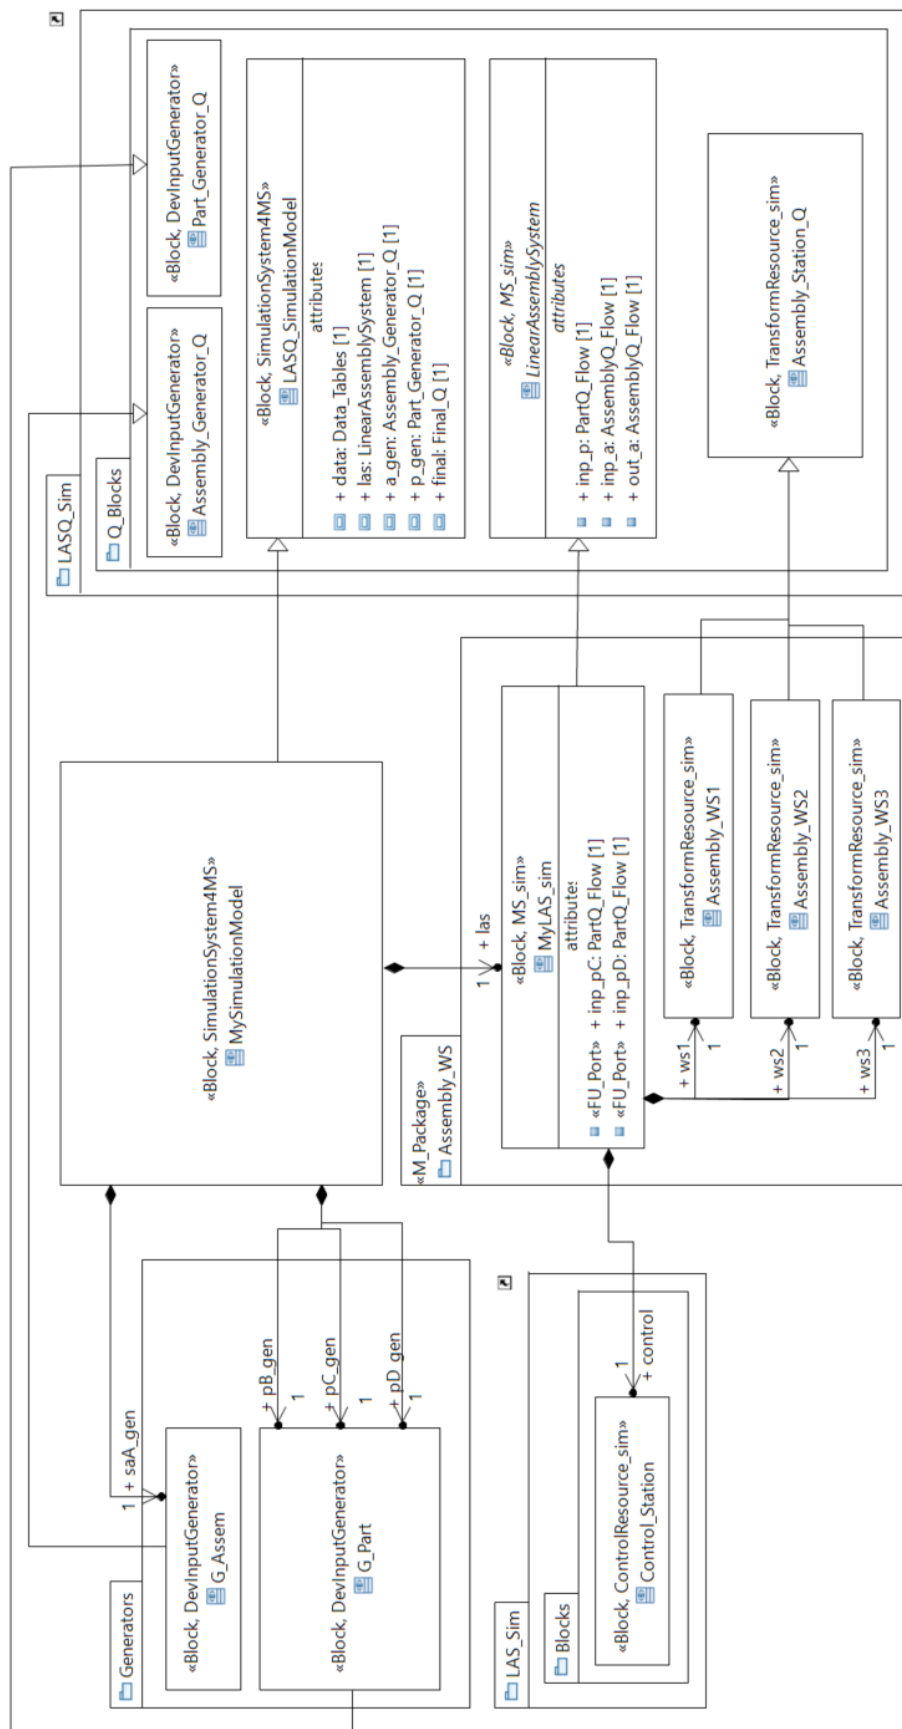 LASQ_Sim
Q_Blocks
«Block, DevInputGenerator»
Assembly_Generator_Q
«Block, DevInputGenerator»
Part_Generator_Q
«Block, SimulationSystem4MS»
LASQ_SimulationModel
attributes
+ data: Data_Tables [1]
+ las: LinearAssemblySystem [1]
+ a_gen: Assembly_Generator_Q [1]
+ p_gen: Part_Generator_Q [1]
+ final: Final_Q [1]
«Block, MS_sim»
LinearAssemblySystem
attributes
+ inp_p: PartQ_Flow [1]
+ inp_a: AssemblyQ_Flow [1]
+ out_a: AssemblyQ_Flow [1]
«Block, TransformResource_sim»
Assembly_Station_Q
«Block, SimulationSystem4MS»
MySimulationModel
1 + las
«M_Package»
Assembly_WS
«Block, MS_sim»
MyLAS_sim
attributes
«FU_Port» + inp_pC: PartQ_Flow [1]
«FU_Port» + inp_pD: PartQ_Flow [1]
+ ws1
1
«Block, TransformResource_sim»
Assembly_WS1
+ ws2
1
«Block, TransformResource_sim»
Assembly_WS2
+ ws3
1
«Block, TransformResource_sim»
Assembly_WS3
Generators
1 + saA_gen
«Block, DevInputGenerator»
G_Assem
+ pB_gen
1
+ pC_gen
1
+ pD_gen
1
«Block, DevInputGenerator»
G_Part
LAS_Sim
Blocks
1
+ control
«Block, ControlResource_sim»
Control_Station